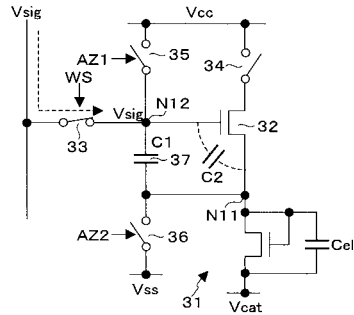 Vsig
Vcc
AZ1
35
34
WS
Vsig
N12
33
32
C1
37
C2
N11
AZ2
36
Cel
Vss
31
Vcat